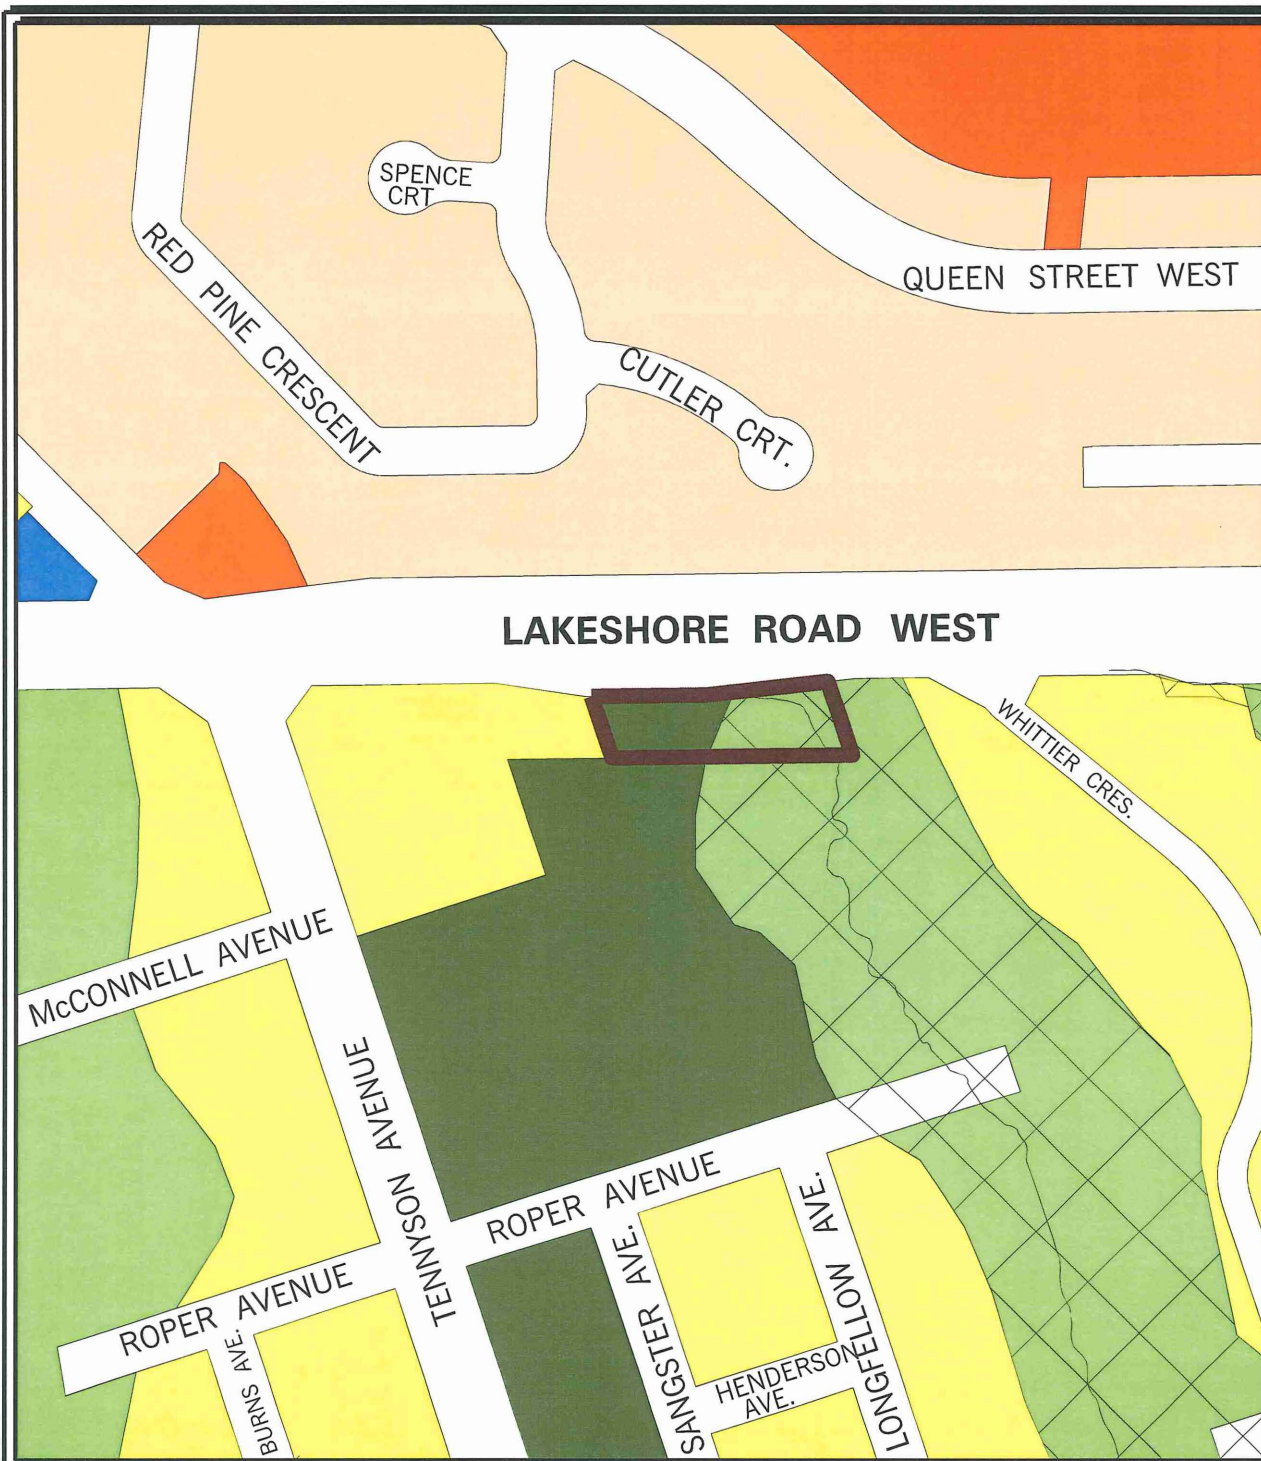 SPENCE
CRT
RED PINE CRESCENT
QUEEN STREET WEST
CUTLER CRT.
LAKESHORE ROAD WEST
WHITTIER CRES.
McCONNELL AVENUE
TENNYSON AVENUE
ROPER AVENUE
ROPER AVENUE
BURNS AVE.
SANGSTER AVE.
HENDERSON
AVE.
LONGFELLOW AVE.